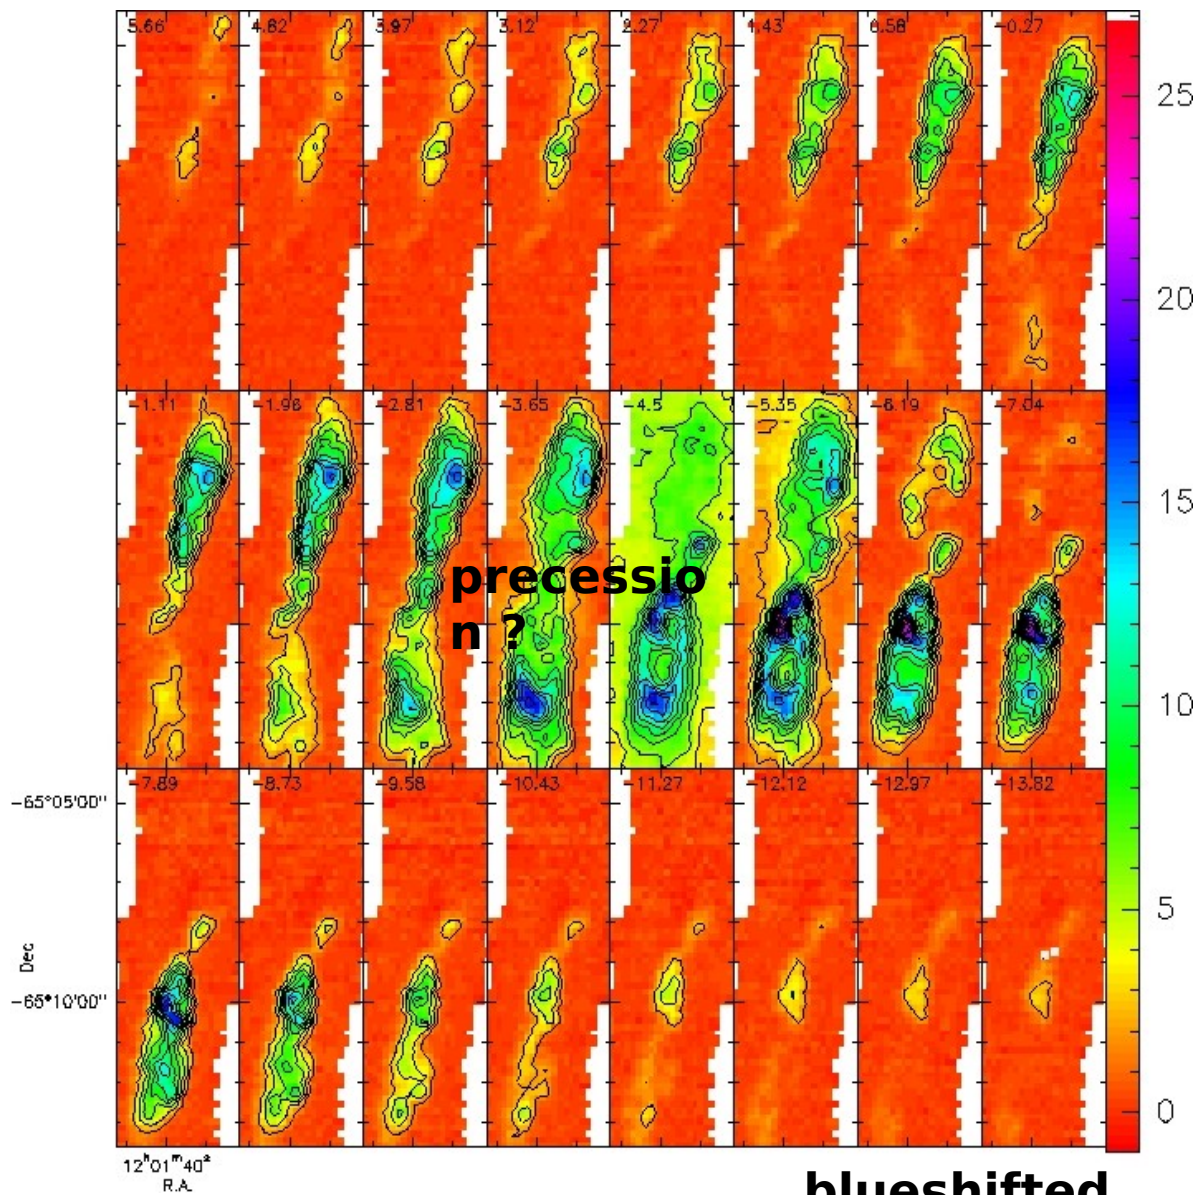 5.66 4.82 3.97 3.12 2.27 1.43 0.58 -0.27
25
20
-1.11 -1.96 -2.81 -3.65 -4.5 -5.35 -6.19 -7.04
15
precessio
n ?
10
-7.89 -8.73 -9.58 -10.43 -11.27 -12.12 -12.97 -13.82
-65°05'00"
5
Dec
-65°10'00"
0
12ʰ01ᵐ40ˢ
R.A.
blueshifted